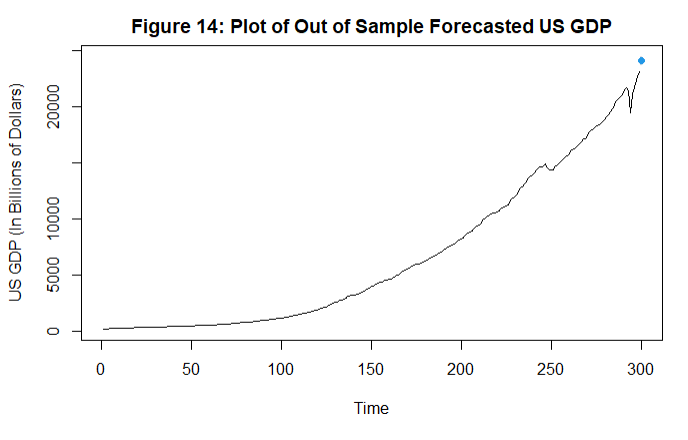 Figure 14: Plot of Out of Sample Forecasted US GDP
US GDP (In Billions of Dollars)
20000
10000
5000
0
0 50 100 150 200 250 300
Time